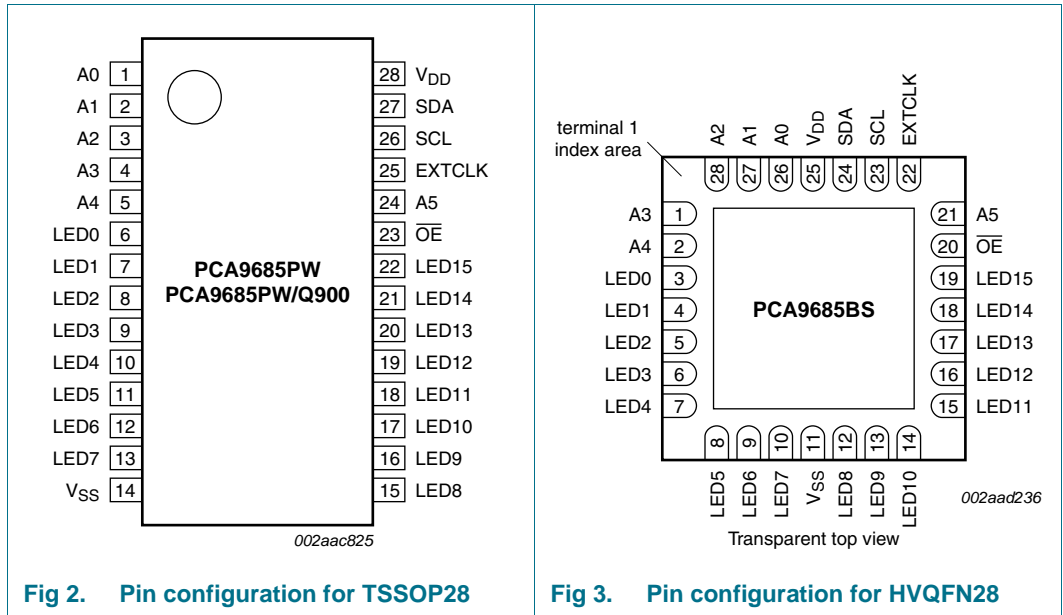 A0 1
A1 2
A2 3
A3 4
A4 5
LED0 6
LED1 7
LED2 8
LED3 9
LED4 10
LED5 11
LED6 12
LED7 13
VSS 14
PCA9685PW
PCA9685PW/Q900
28 VDD
27 SDA
26 SCL
25 EXTCLK
24 A5
23 OE
22 LED15
21 LED14
20 LED13
19 LED12
18 LED11
17 LED10
16 LED9
15 LED8
002aac825
Fig 2. Pin configuration for TSSOP28
terminal 1
index area
A2 A1 A0 VDD SDA SCL EXTCLK
28 27 26 25 24 23 22
A3 1
A4 2
LED0 3
LED1 4
LED2 5
LED3 6
LED4 7
PCA9685BS
21 A5
20 OE
19 LED15
18 LED14
17 LED13
16 LED12
15 LED11
8 9 10 11 12 13 14
LED5 LED6 LED7 VSS LED8 LED9 LED10
002aad236
Transparent top view
Fig 3. Pin configuration for HVQFN28